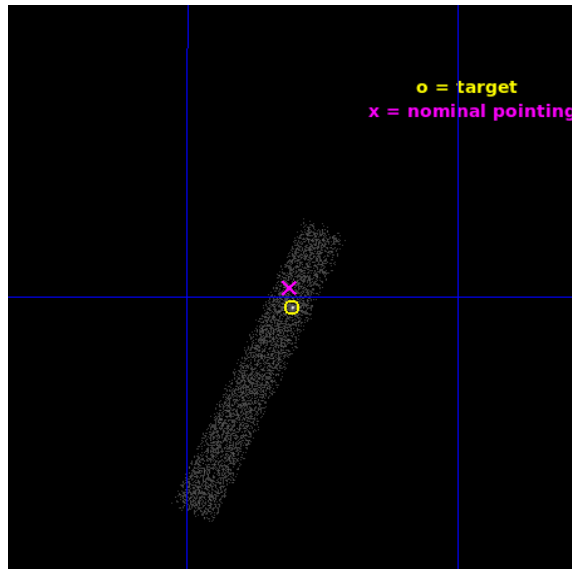 o = target
x = nominal pointing